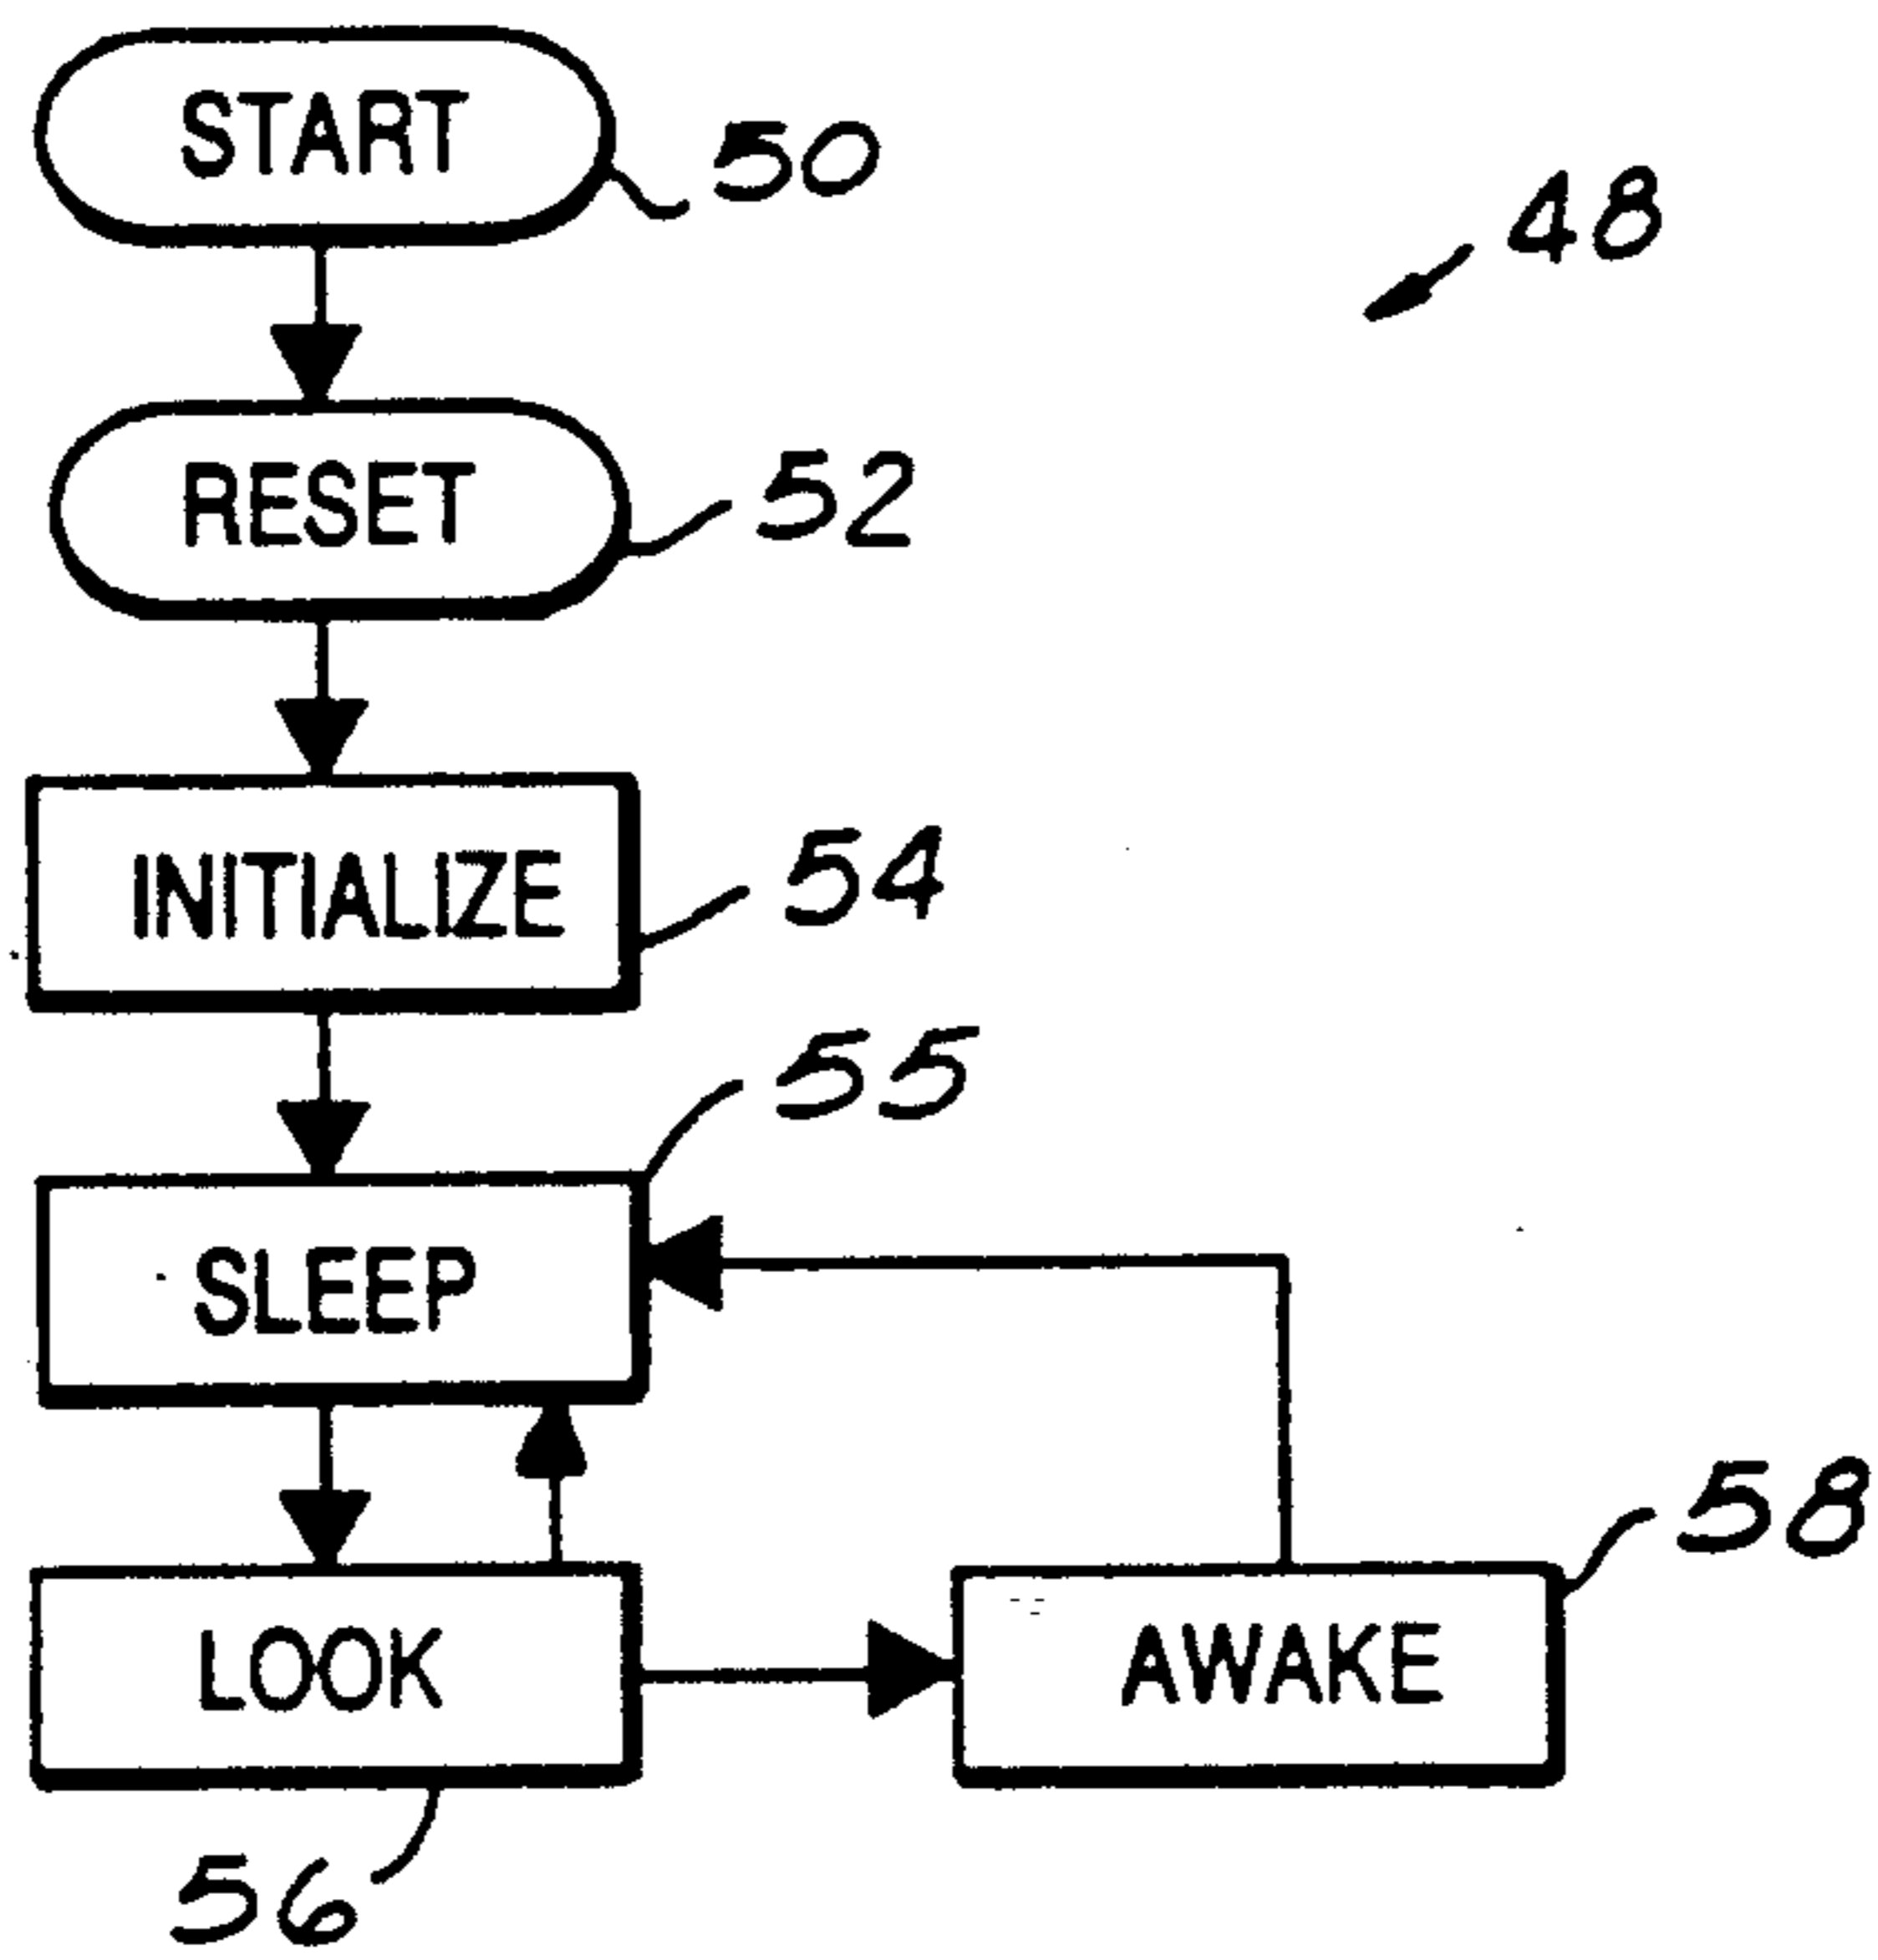 START
50
48
RESET
52
INITIALIZE
54
55
SLEEP
58
LOOK
AWAKE
56